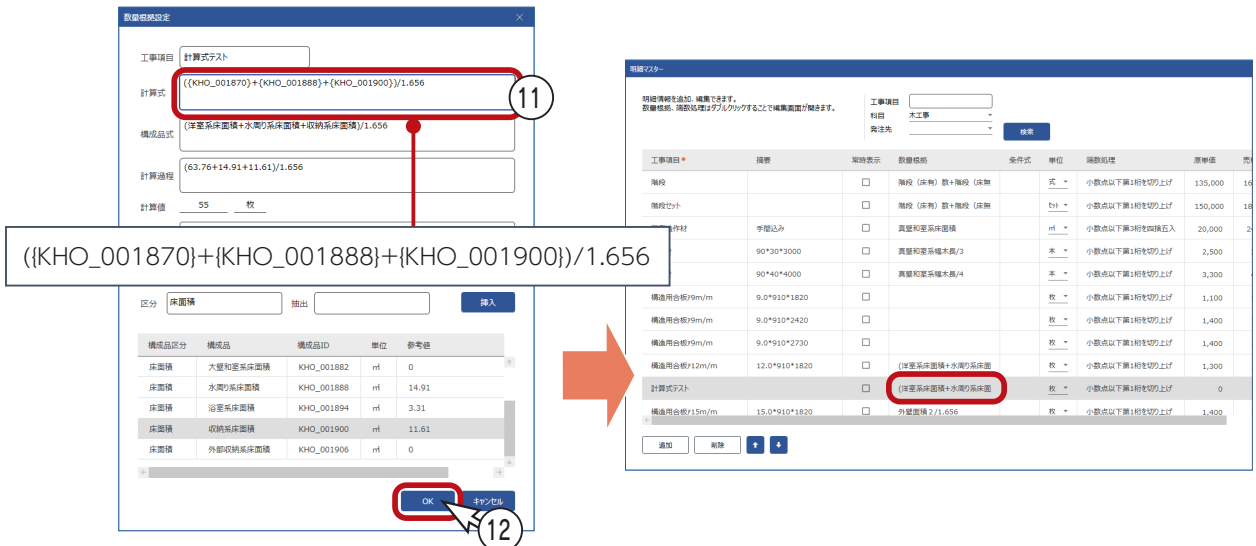 数量根拠設定
工事項目 計算式テスト
計算式 ({KHO_001870}+{KHO_001888}+{KHO_001900})/1.656
⑪
構成品式 (洋室系床面積+水周り系床面積+収納系床面積)/1.656
計算過程 (63.76+14.91+11.61)/1.656
計算値 55 枚
({KHO_001870}+{KHO_001888}+{KHO_001900})/1.656
区分 床面積 抽出 挿入
構成品区分 構成品 構成品ID 単位 参考値
床面積 大壁和室系床面積 KHO_001882 ㎡ 0
床面積 水周り系床面積 KHO_001888 ㎡ 14.91
床面積 浴室系床面積 KHO_001894 ㎡ 3.31
床面積 収納系床面積 KHO_001900 ㎡ 11.61
床面積 外部収納系床面積 KHO_001906 ㎡ 0
OK キャンセル
⑫
明細マスター
明細情報を追加、編集できます。
数量根拠、端数処理はダブルクリックすることで編集画面が開きます。
工事項目
科目 木工事
発注先 検索
工事項目* 摘要 常時表示 数量根拠 条件式 単位 端数処理 原単価
階段 階段（床有）数+階段（床無 式 小数点以下第1桁を切り上げ 135,000 16
階段セット 階段（床有）数+階段（床無 ｾｯﾄ 小数点以下第1桁を切り上げ 150,000 18
作材 手間込み 真壁和室系床面積 ㎡ 小数点以下第3桁を四捨五入 20,000 2
90*30*3000 真壁和室系幅木長/3 本 小数点以下第1桁を切り上げ 2,500
90*40*4000 真壁和室系幅木長/4 本 小数点以下第1桁を切り上げ 3,300
構造用合板ｱ9m/m 9.0*910*1820 枚 小数点以下第1桁を切り上げ 1,100
構造用合板ｱ9m/m 9.0*910*2420 枚 小数点以下第1桁を切り上げ 1,400
構造用合板ｱ9m/m 9.0*910*2730 枚 小数点以下第1桁を切り上げ 1,400
構造用合板ｱ12m/m 12.0*910*1820 (洋室系床面積+水周り系床面 枚 小数点以下第1桁を切り上げ 1,300
計算式テスト (洋室系床面積+水周り系床面 枚 小数点以下第1桁を切り上げ 0
構造用合板ｱ15m/m 15.0*910*1820 外壁面積２/1.656 枚 小数点以下第1桁を切り上げ 1,400
追加 削除